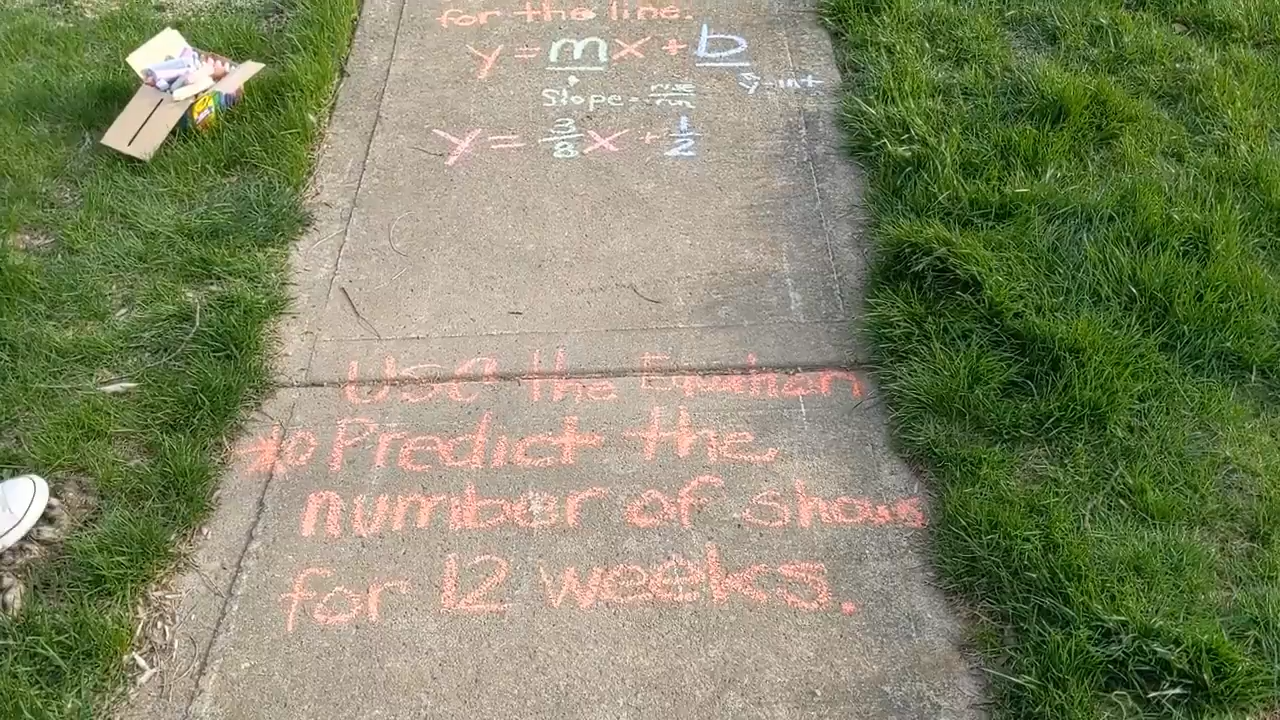 for the line.
y = mx + b
Slope = rise/run
y-int
y = 3/8 x + 1/2
Use the Equation
to Predict the
number of shows
for 12 weeks.